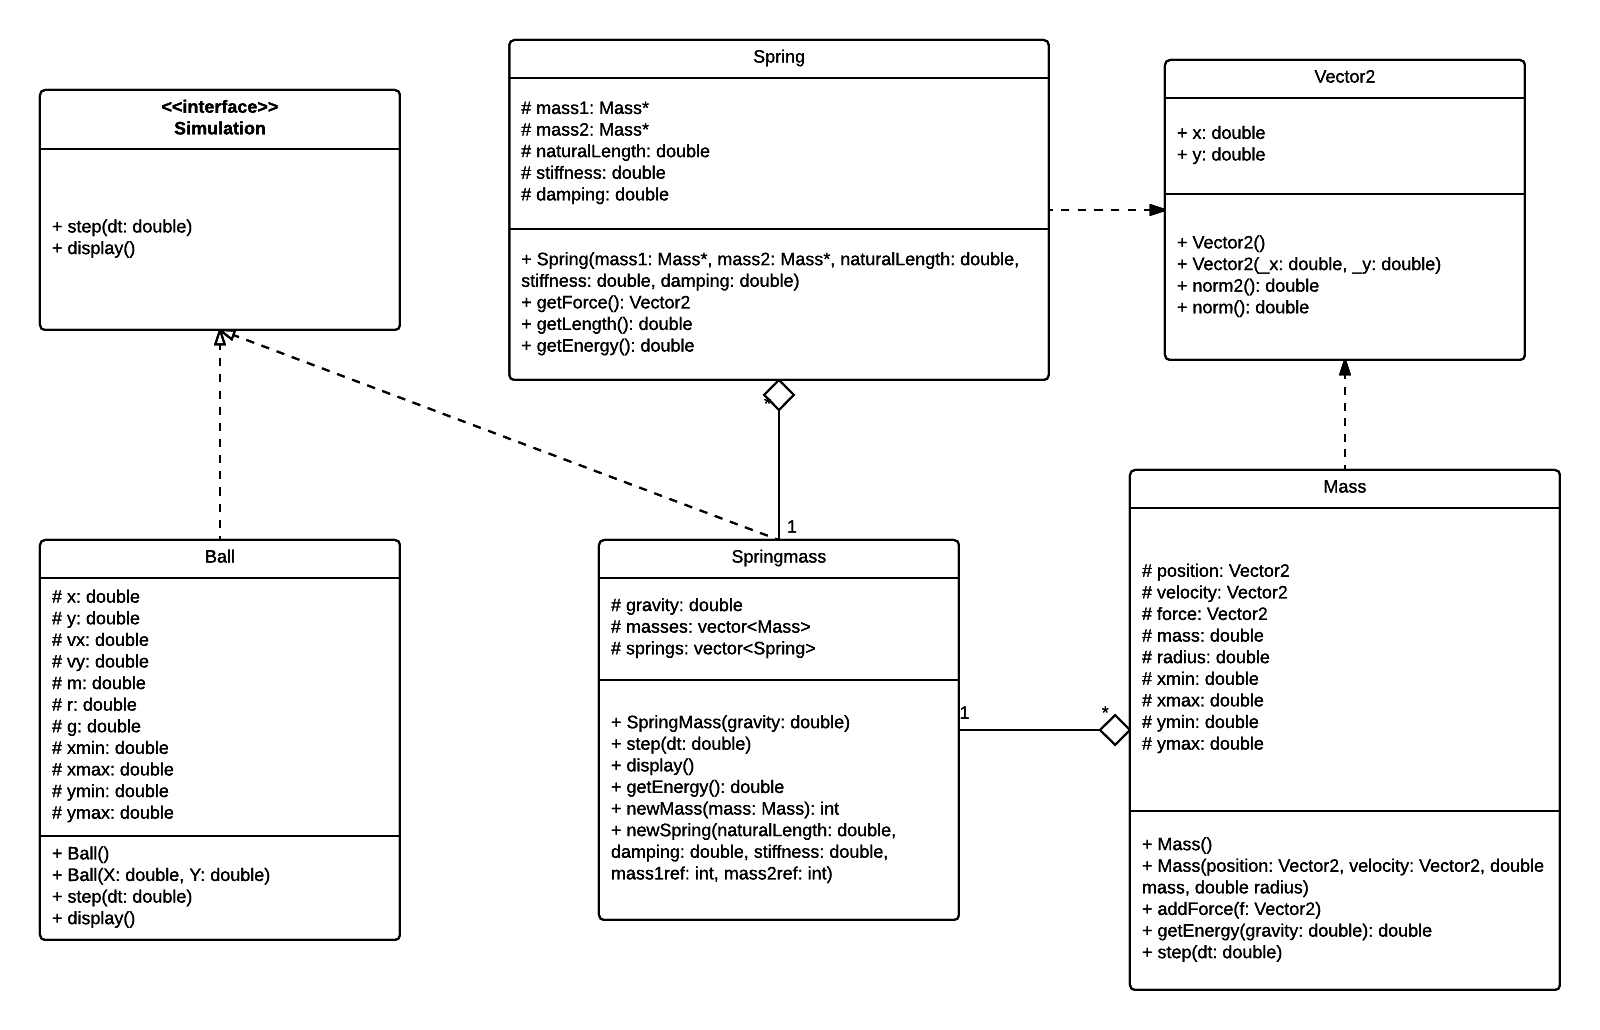 <<interface>>
Simulation
+ step(dt: double)
+ display()
Spring
# mass1: Mass*
# mass2: Mass*
# naturalLength: double
# stiffness: double
# damping: double
+ Spring(mass1: Mass*, mass2: Mass*, naturalLength: double,
stiffness: double, damping: double)
+ getForce(): Vector2
+ getLength(): double
+ getEnergy(): double
Vector2
+ x: double
+ y: double
+ Vector2()
+ Vector2(_x: double, _y: double)
+ norm2(): double
+ norm(): double
*
1
Ball
# x: double
# y: double
# vx: double
# vy: double
# m: double
# r: double
# g: double
# xmin: double
# xmax: double
# ymin: double
# ymax: double
+ Ball()
+ Ball(X: double, Y: double)
+ step(dt: double)
+ display()
Springmass
# gravity: double
# masses: vector<Mass>
# springs: vector<Spring>
+ SpringMass(gravity: double)
+ step(dt: double)
+ display()
+ getEnergy(): double
+ newMass(mass: Mass): int
+ newSpring(naturalLength: double,
damping: double, stiffness: double,
mass1ref: int, mass2ref: int)
1
*
Mass
# position: Vector2
# velocity: Vector2
# force: Vector2
# mass: double
# radius: double
# xmin: double
# xmax: double
# ymin: double
# ymax: double
+ Mass()
+ Mass(position: Vector2, velocity: Vector2, double
mass, double radius)
+ addForce(f: Vector2)
+ getEnergy(gravity: double): double
+ step(dt: double)